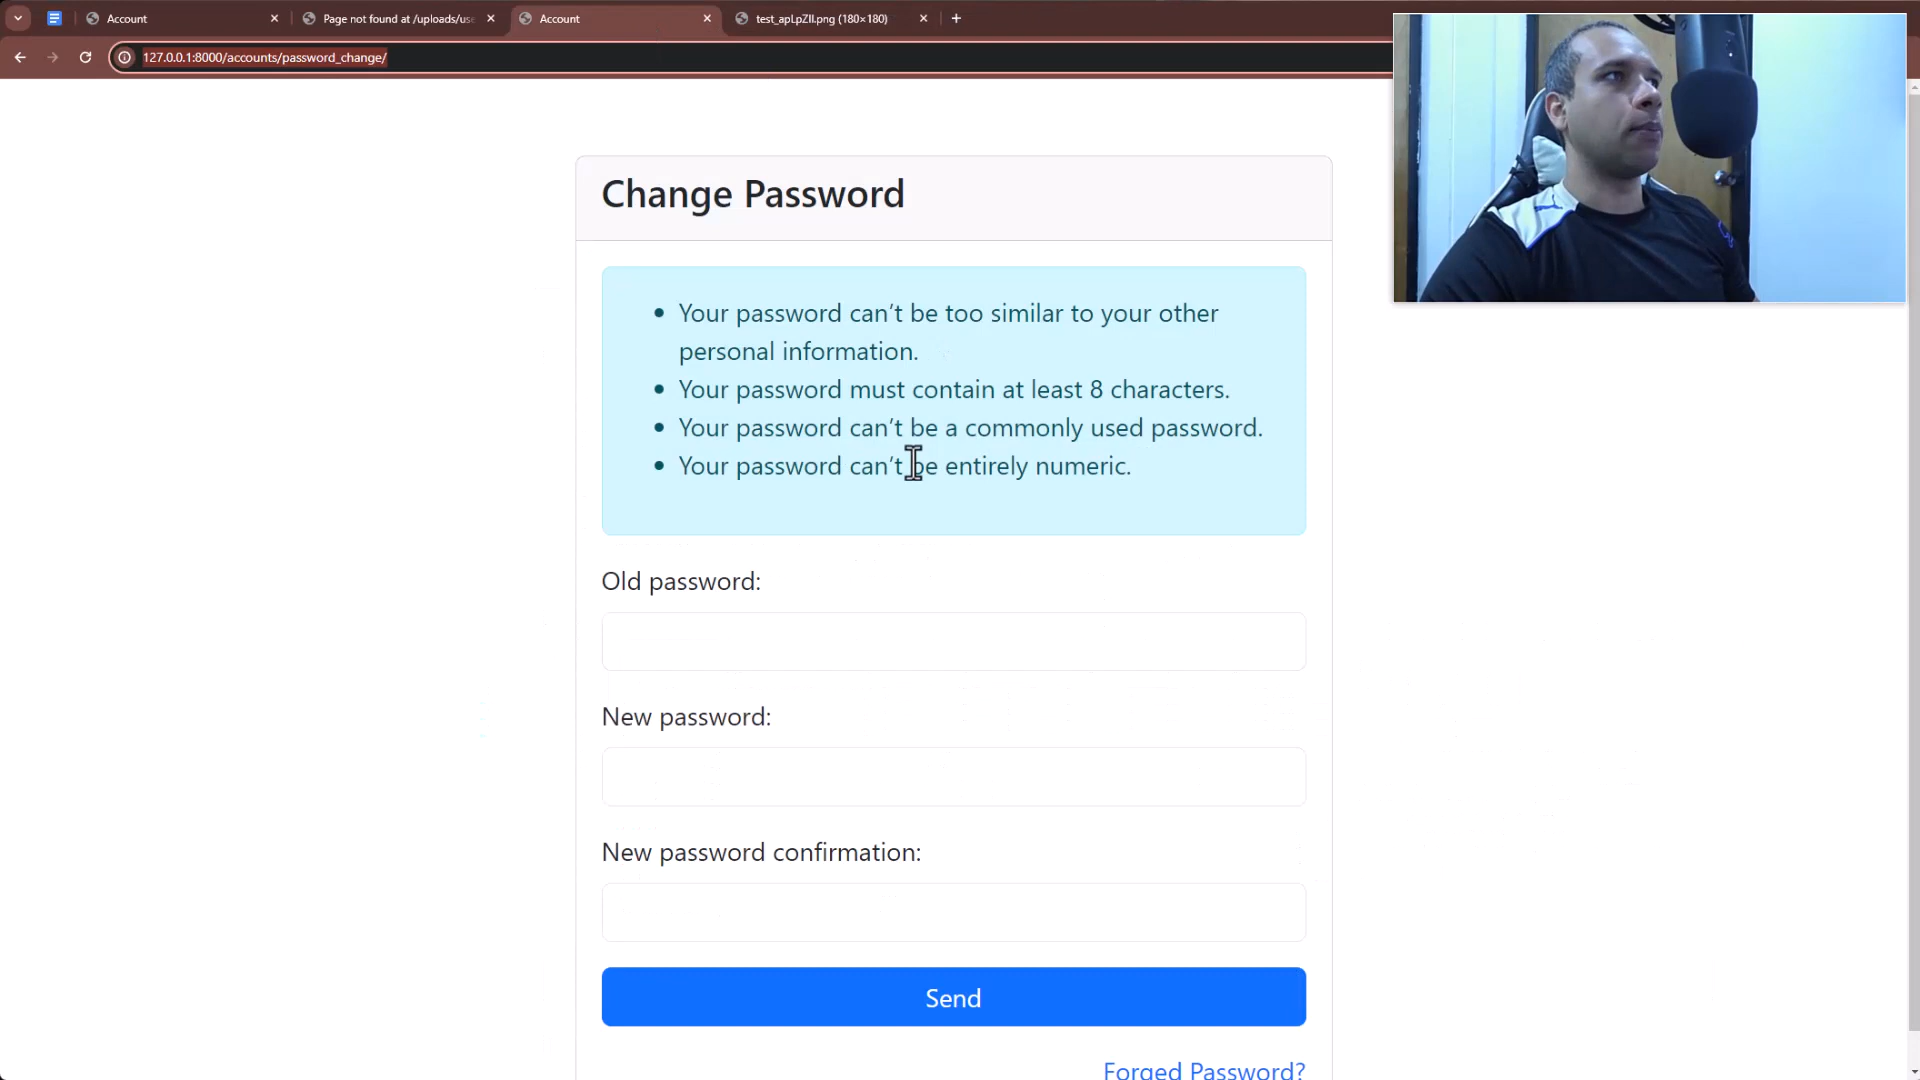 Account
Page not found at /uploads/use
Account
test_apLpZII.png (180×180)
127.0.0.1:8000/accounts/password_change/
Change Password
Your password can’t be too similar to your other
personal information.
Your password must contain at least 8 characters.
Your password can’t be a commonly used password.
Your password can’t be entirely numeric.
Old password:
New password:
New password confirmation:
Send
Forged Password?